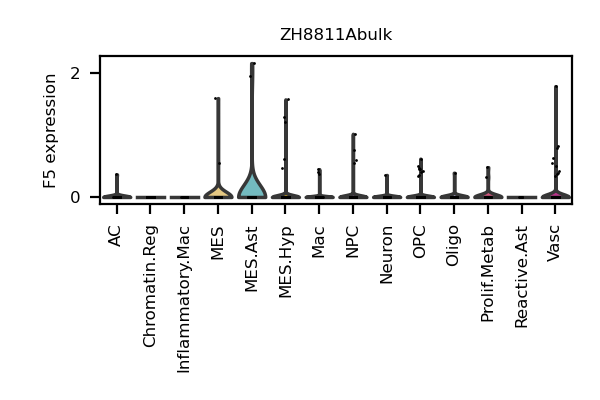 ZH8811Abulk
F5 expression
2
0
AC
Chromatin.Reg
Inflammatory.Mac
MES
MES.Ast
MES.Hyp
Mac
NPC
Neuron
OPC
Oligo
Prolif.Metab
Reactive.Ast
Vasc